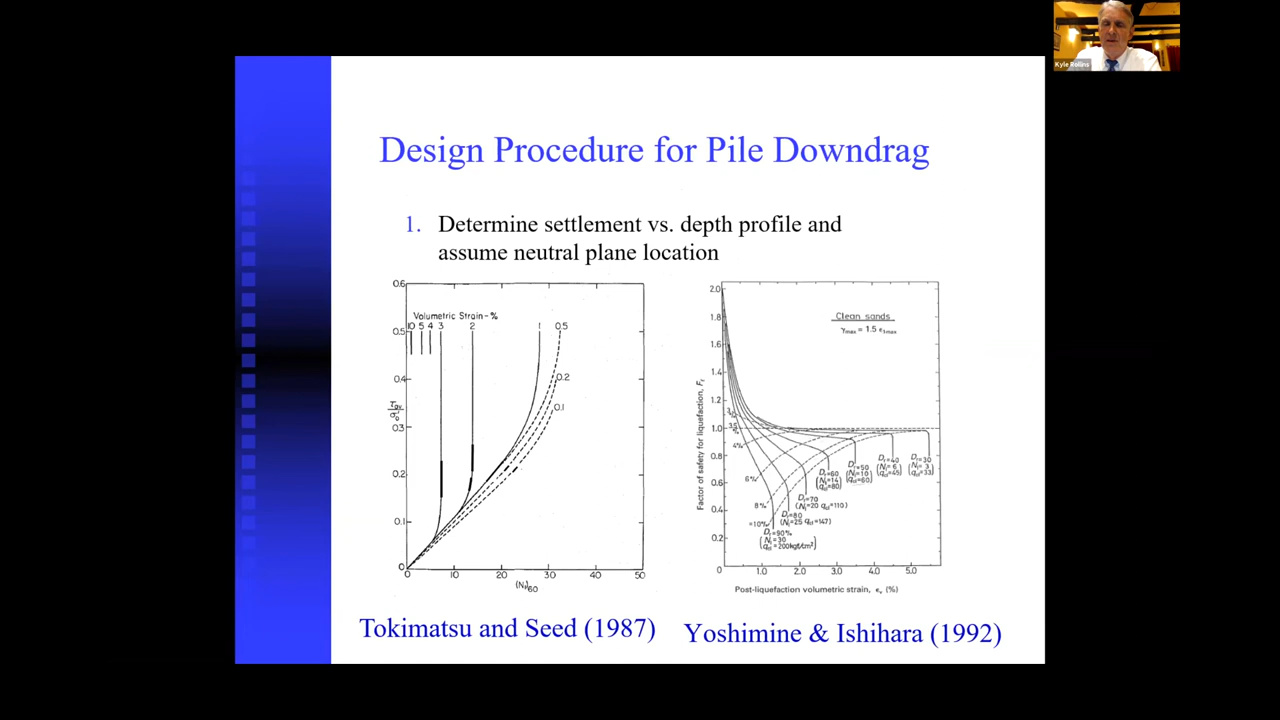 Kyle Rollins
Design Procedure for Pile Downdrag
1. Determine settlement vs. depth profile and
assume neutral plane location
0.6
Volumetric Strain-%
10 5 4 3 2 1 0.5
0.5
0.4
0.2
0.1
0.3
0.2
0.1
0
0 10 20 30 40 50
(N₁)₆₀
Tokimatsu and Seed (1987)
2.0
Clean sands
γmax = 1.5 ε1max
1.8
1.6
1.4
1.2
1.0
0.8
0.6
0.4
0.2
Factor of safety for liquefaction, Fℓ
3.5
4%
6%
8%
=10%
Dr=30
(N₁= 3
qc1=33)
Dr=40
(N₁= 6
qc1=45)
Dr=50
(N₁=10
qc1=60)
Dr=60
(N₁=14
qc1=80)
Dr=70
(N₁=20 qc1=110)
Dr=80
(N₁=25 qc1=147)
Dr=90%
(N₁=30
qc1=200kgf/cm²)
0 1.0 2.0 3.0 4.0 5.0
Post-liquefaction volumetric strain, εv (%)
Yoshimine & Ishihara (1992)